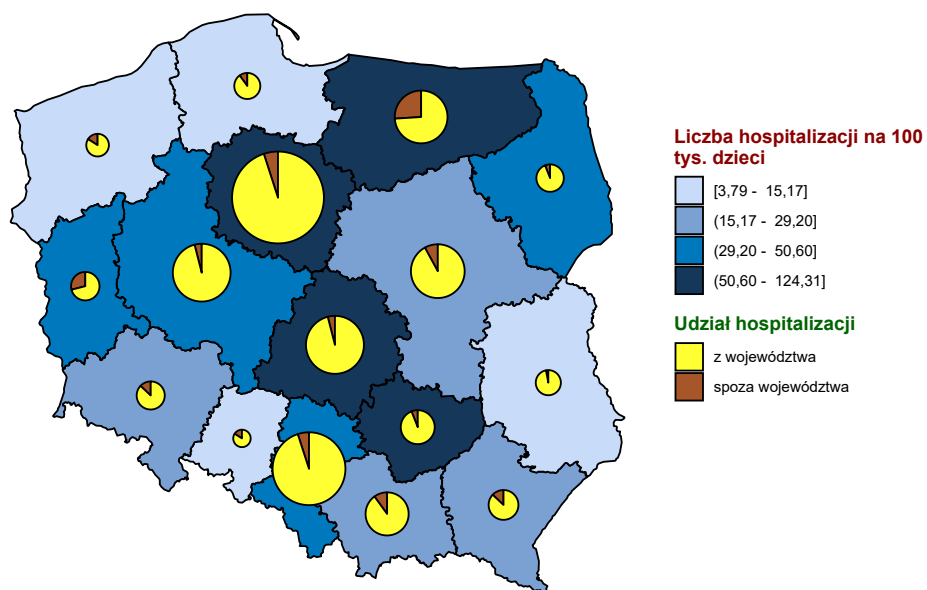 Liczba hospitalizacji na 100
tys. dzieci
[3,79 - 15,17]
(15,17 - 29,20]
(29,20 - 50,60]
(50,60 - 124,31]
Udział hospitalizacji
z województwa
spoza województwa